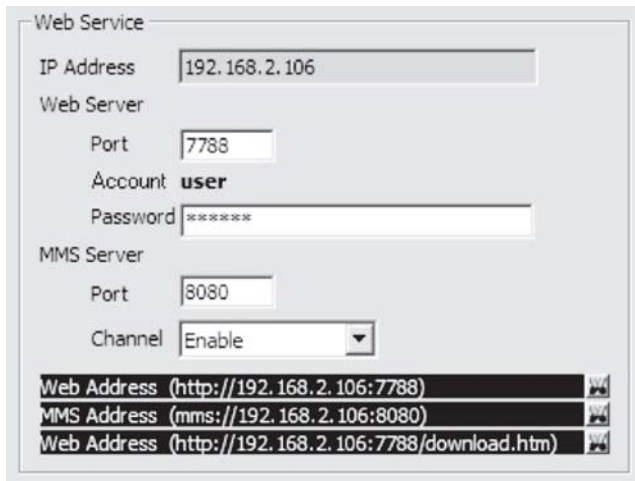 Web Service
IP Address 192.168.2.106
Web Server
Port 7788
Account user
Password ******
MMS Server
Port 8080
Channel Enable
Web Address (http://192.168.2.106:7788)
MMS Address (mms://192.168.2.106:8080)
Web Address (http://192.168.2.106:7788/download.htm)